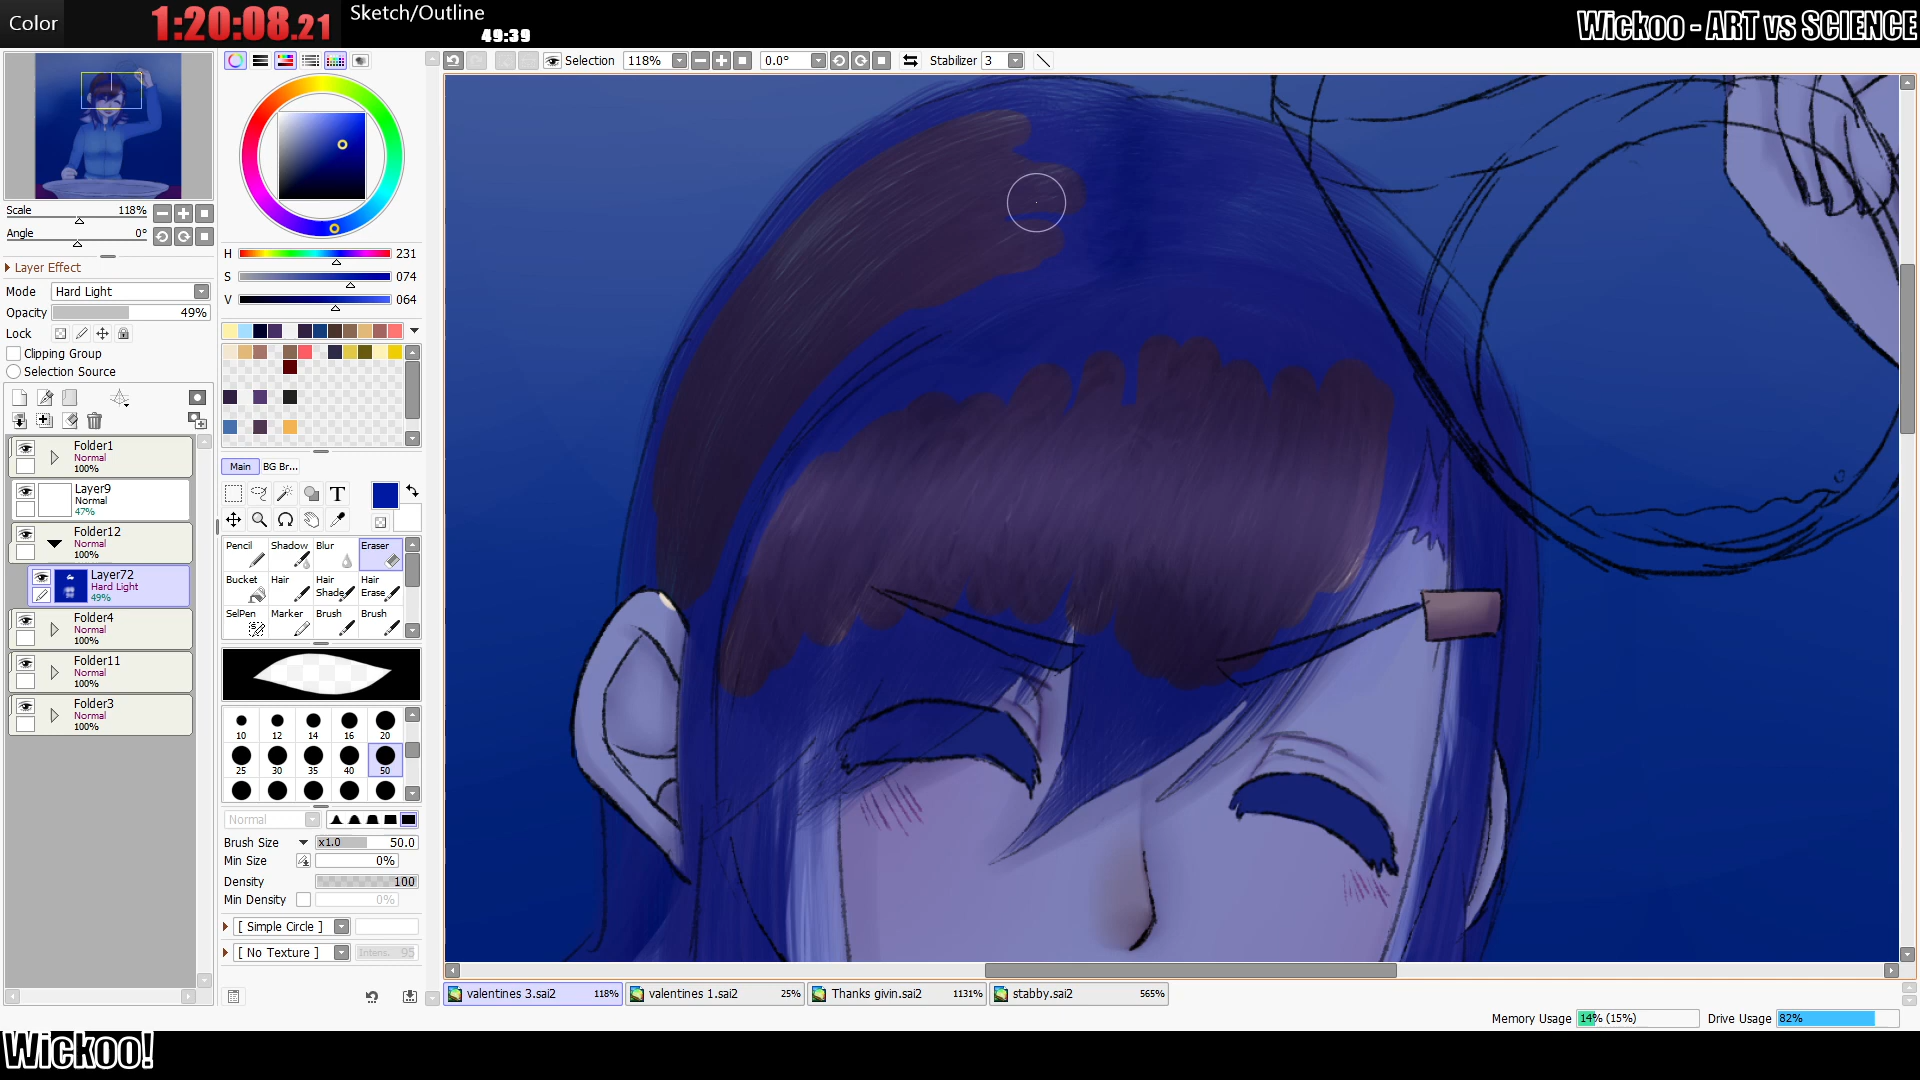 Color
1:20:08.21
Sketch/Outline
49:39
Wickoo - ART vs SCIENCE
Selection 118% 0.0° Stabilizer 3
Scale 118%
Angle 0°
Layer Effect
Mode Hard Light
Opacity 49%
Lock
Clipping Group
Selection Source
Folder1
Normal
100%
Layer9
Normal
47%
Folder12
Normal
100%
Layer72
Hard Light
49%
Folder4
Normal
100%
Folder11
Normal
100%
Folder3
Normal
100%
H 231
S 074
V 064
Main BG Br...
T
Pencil Shadow Blur Eraser
Bucket Hair Hair Hair
Shade Erase
SelPen Marker Brush Brush
10 12 14 16 20
25 30 35 40 50
Normal
Brush Size x1.0 50.0
Min Size 0%
Density 100
Min Density 0%
[ Simple Circle ]
[ No Texture ] Intens. 95
valentines 3.sai2 118% valentines 1.sai2 25% Thanks givin.sai2 1131% stabby.sai2 565%
Memory Usage 14% (15%) Drive Usage 82%
Wickoo!